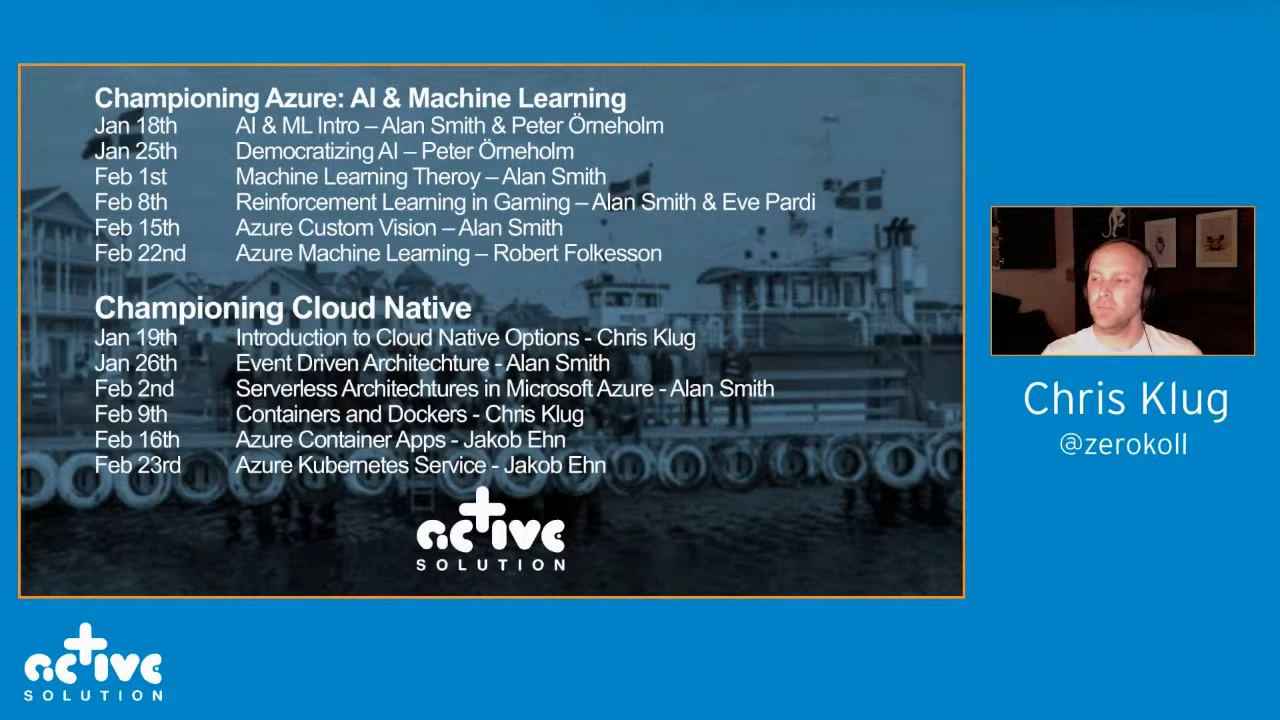 Championing Azure: AI & Machine Learning
Jan 18th AI & ML Intro – Alan Smith & Peter Örneholm
Jan 25th Democratizing AI – Peter Örneholm
Feb 1st Machine Learning Theroy – Alan Smith
Feb 8th Reinforcement Learning in Gaming – Alan Smith & Eve Pardi
Feb 15th Azure Custom Vision – Alan Smith
Feb 22nd Azure Machine Learning – Robert Folkesson
Championing Cloud Native
Jan 19th Introduction to Cloud Native Options - Chris Klug
Jan 26th Event Driven Architechture - Alan Smith
Feb 2nd Serverless Architechtures in Microsoft Azure - Alan Smith
Feb 9th Containers and Dockers - Chris Klug
Feb 16th Azure Container Apps - Jakob Ehn
Feb 23rd Azure Kubernetes Service - Jakob Ehn
active
SOLUTION
Chris Klug
@zerokoll
active
SOLUTION